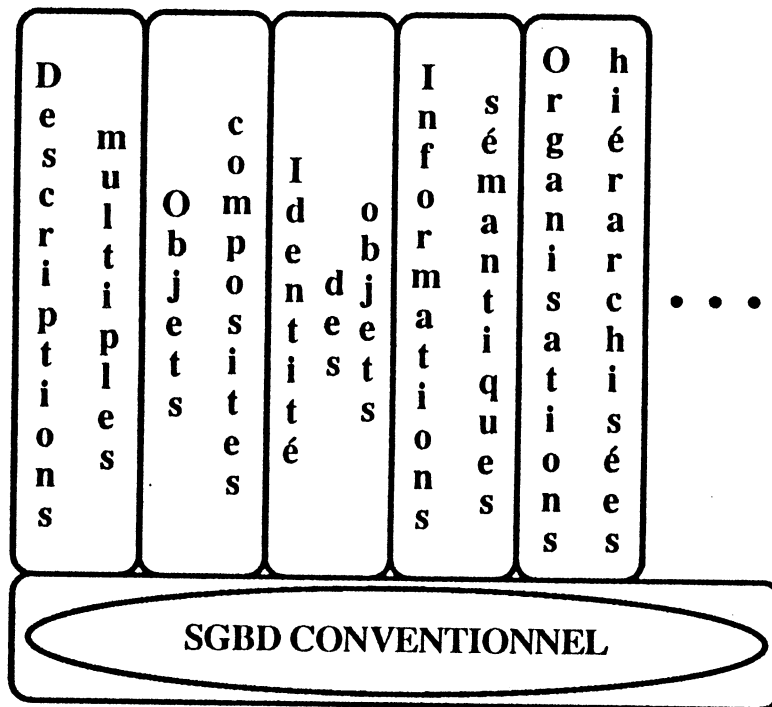 Descriptions
multiples
Objets
composites
Identité
des
objets
Informations
sémantiques
Organisations
hiérarchisées
• • •
SGBD CONVENTIONNEL